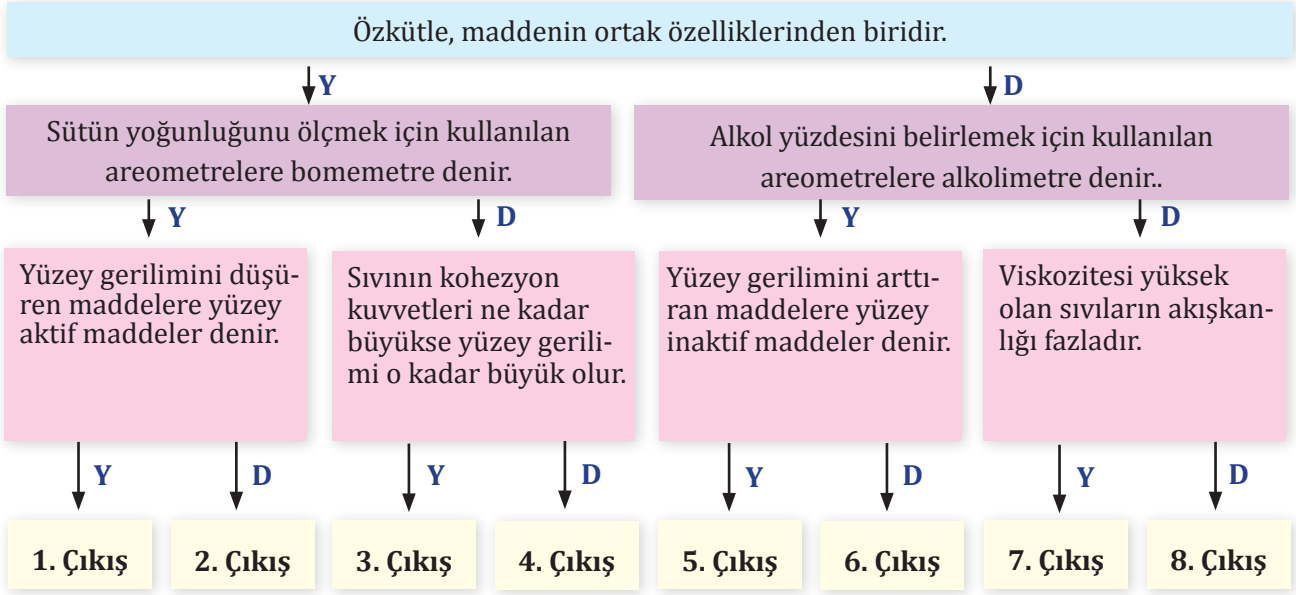 Özkütle, maddenin ortak özelliklerinden biridir.
Y
D
Sütün yoğunluğunu ölçmek için kullanılan
areometrelere bomemetre denir.
Alkol yüzdesini belirlemek için kullanılan
areometrelere alkolimetre denir..
Y
D
Y
D
Yüzey gerilimini düşü-
ren maddelere yüzey
aktif maddeler denir.
Sıvının kohezyon
kuvvetleri ne kadar
büyükse yüzey gerili-
mi o kadar büyük olur.
Yüzey gerilimini arttı-
ran maddelere yüzey
inaktif maddeler denir.
Viskozitesi yüksek
olan sıvıların akışkan-
lığı fazladır.
Y
D
Y
D
Y
D
Y
D
1. Çıkış
2. Çıkış
3. Çıkış
4. Çıkış
5. Çıkış
6. Çıkış
7. Çıkış
8. Çıkış